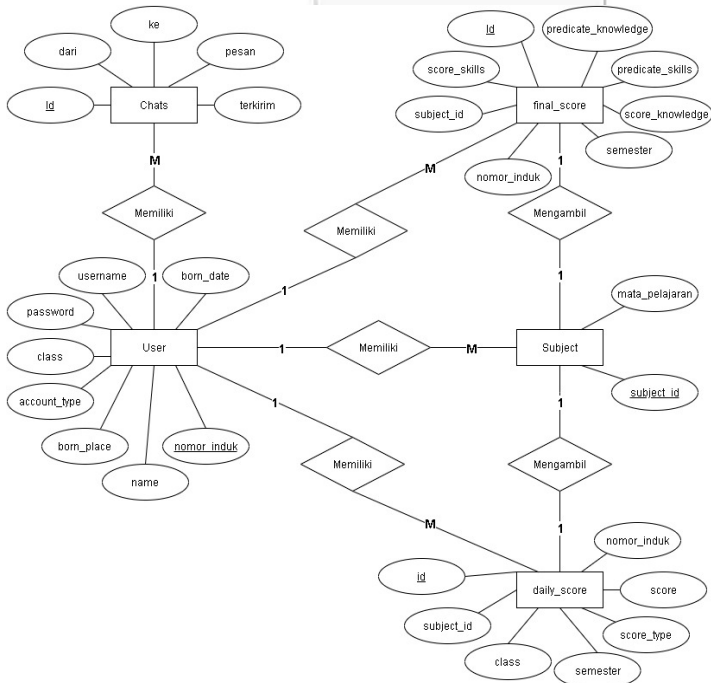 ke
dari
pesan
Id
Chats
terkirim
M
Memiliki
1
Id
predicate_knowledge
score_skills
predicate_skills
subject_id
final_score
score_knowledge
nomor_induk
semester
M
Memiliki
1
1
Mengambil
1
username
born_date
password
class
User
account_type
born_place
name
nomor_induk
1
Memiliki
M
mata_pelajaran
Subject
subject_id
1
Memiliki
M
1
Mengambil
1
nomor_induk
id
daily_score
score
subject_id
score_type
class
semester